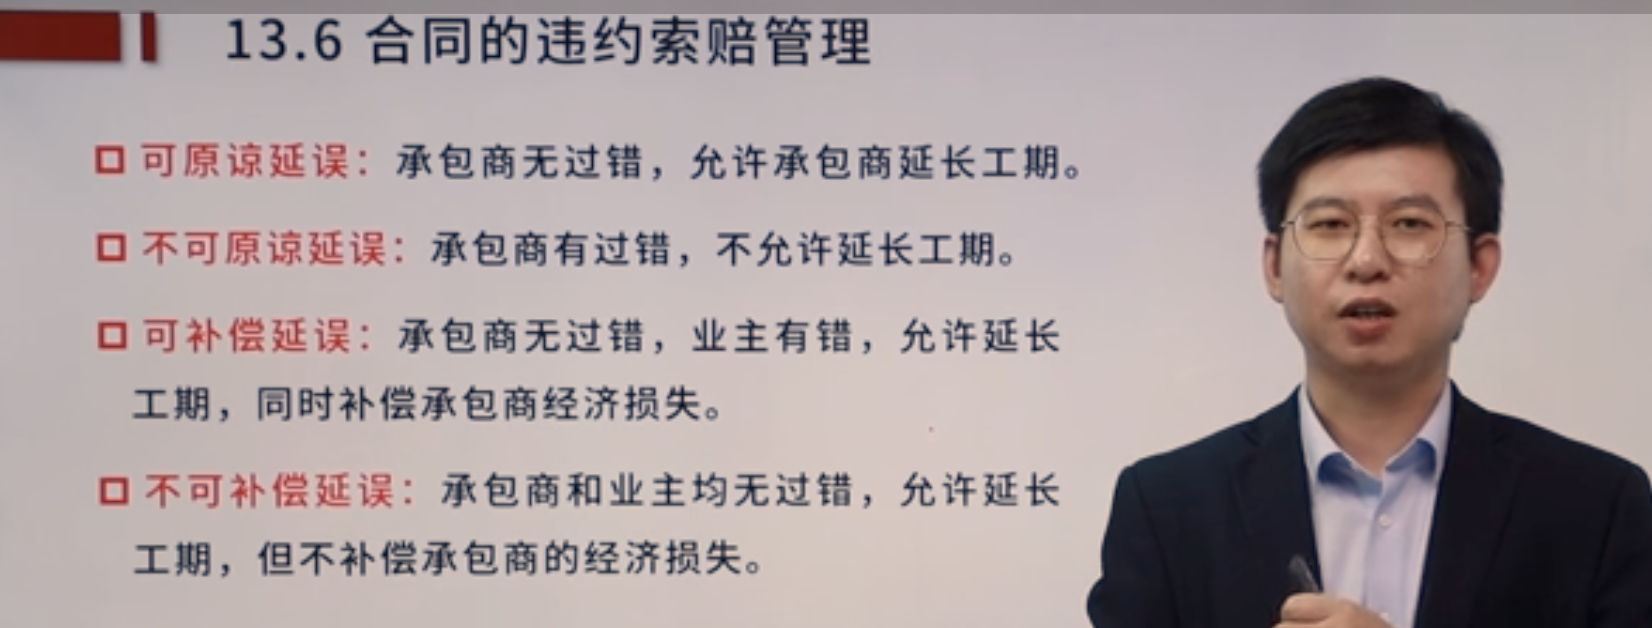 13.6 合同的违约索赔管理
可原谅延误：承包商无过错，允许承包商延长工期。
不可原谅延误：承包商有过错，不允许延长工期。
可补偿延误：承包商无过错，业主有错，允许延长
工期，同时补偿承包商经济损失。
不可补偿延误：承包商和业主均无过错，允许延长
工期，但不补偿承包商的经济损失。